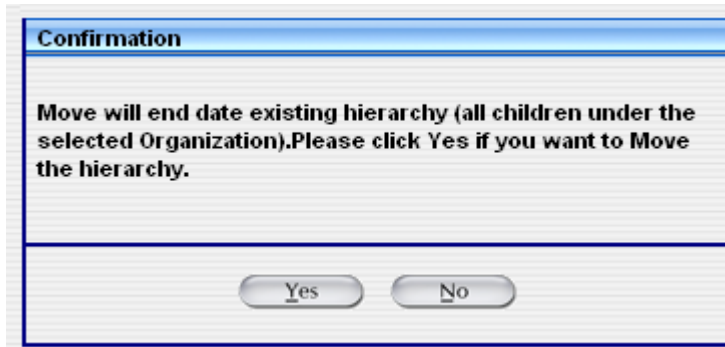 Confirmation
Move will end date existing hierarchy (all children under the
selected Organization).Please click Yes if you want to Move
the hierarchy.
Yes No